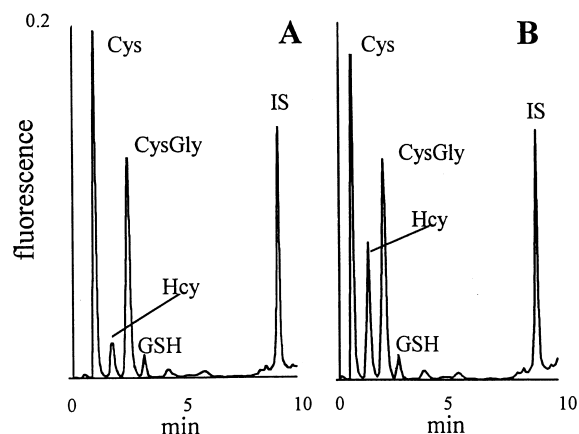 0.2
A
B
Cys
Cys
IS
IS
CysGly
CysGly
fluorescence
Hcy
Hcy
GSH
GSH
0 5 10
0 5 10
min
min